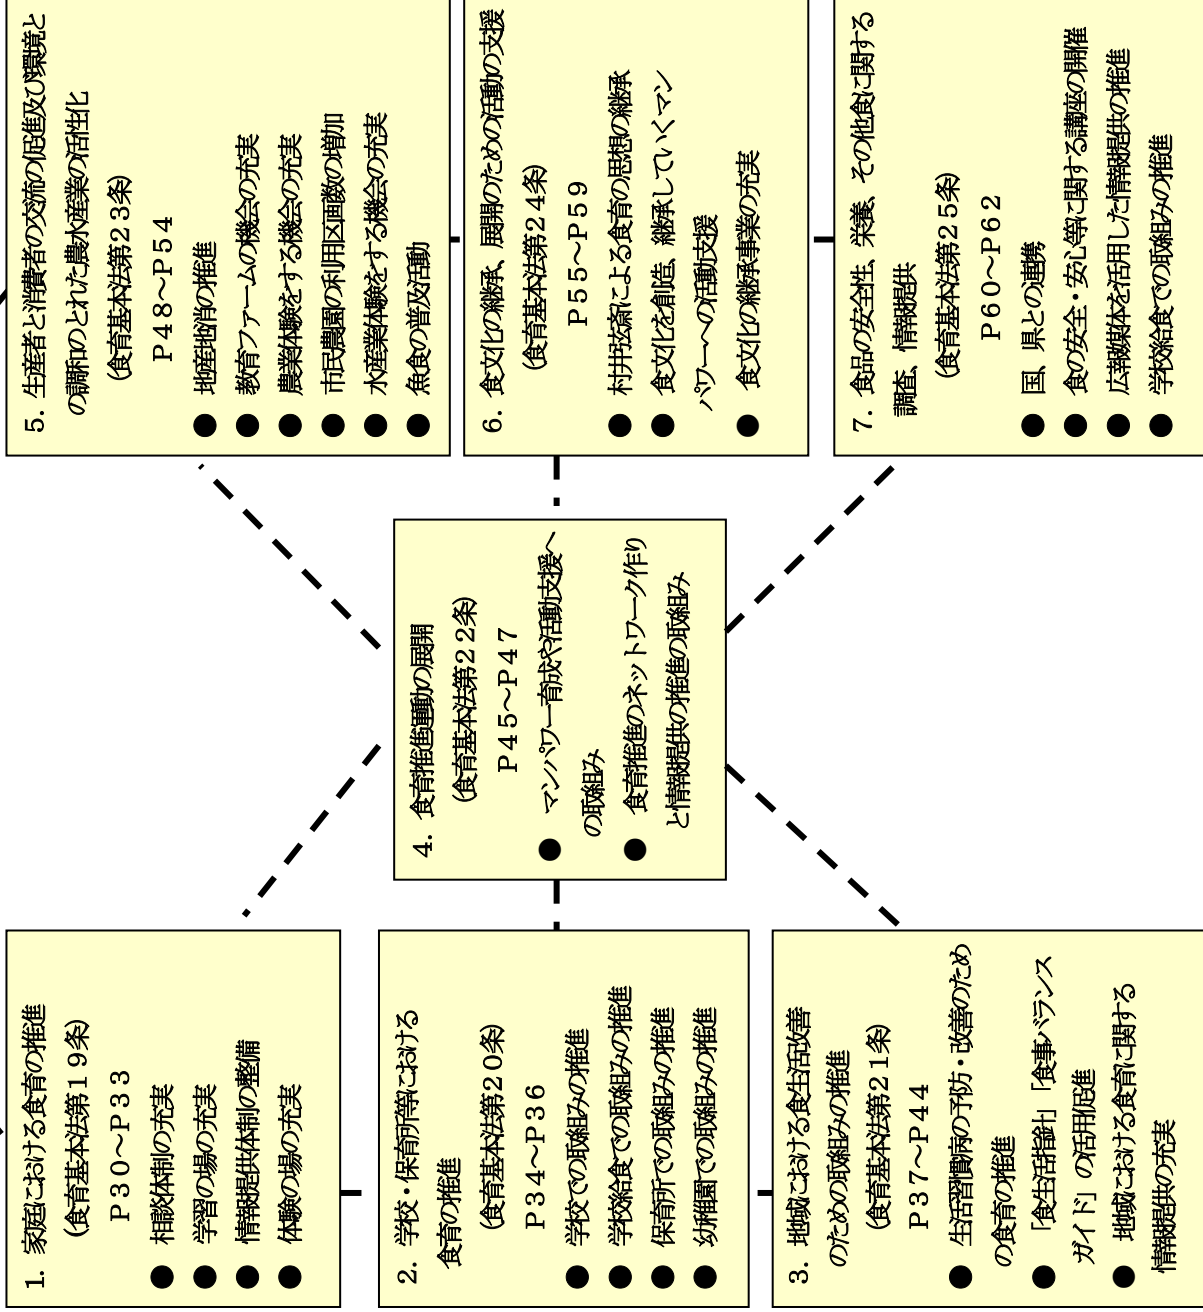 1. 家庭における食育の推進
(食育基本法第19条)
P30～P33
● 相談体制の充実
● 学習の場の充実
● 情報提供体制の整備
● 体験の場の充実
2. 学校・保育所等における
食育の推進
(食育基本法第20条)
P34～P36
● 学校での取組みの推進
● 学校給食での取組みの推進
● 保育所での取組みの推進
● 幼稚園での取組みの推進
3. 地域における食生活改善
のための取組みの推進
(食育基本法第21条)
P37～P44
● 生活習慣病の予防・改善のため
の食育の推進
● 「食生活指針」「食事バランス
ガイド」の活用促進
● 地域における食育に関する
情報提供の充実
4. 食育推進運動の展開
(食育基本法第22条)
P45～P47
● マンパワー育成や活動支援へ
の取組み
● 食育推進のネットワーク作り
と情報提供の推進の取組み
5. 生産者と消費者の交流の促進及び環境と
の調和のとれた農水産業の活性化
(食育基本法第23条)
P48～P54
● 地産地消の推進
● 教育ファームの機会の充実
● 農業体験をする機会の充実
● 市民農園の利用区画数の増加
● 水産業体験をする機会の充実
● 魚食の普及活動
6. 食文化の継承、展開のための活動の支援
(食育基本法第24条)
P55～P59
● 村井弦斎による食育の思想の継承
● 食文化を創造、継承していくマン
パワーへの活動支援
● 食文化の継承事業の充実
7. 食品の安全性、栄養、その他食に関する
調査、情報提供
(食育基本法第25条)
P60～P62
● 国、県との連携
● 食の安全・安心等に関する講座の開催
● 広報媒体を活用した情報提供の推進
● 学校給食での取組みの推進